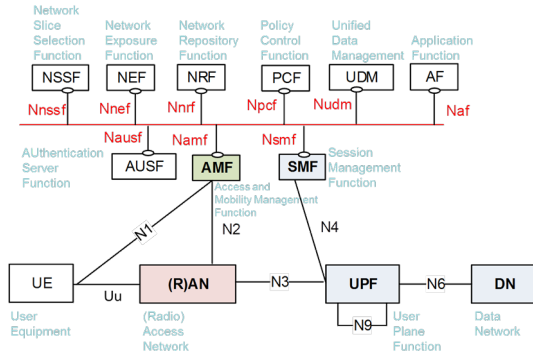 Network
Slice
Selection
Function
Network
Exposure
Function
Network
Repository
Function
Policy
Control
Function
Unified
Data
Management
Application
Function
NSSF
NEF
NRF
PCF
UDM
AF
Nnssf
Nnef
Nnrf
Npcf
Nudm
Naf
Nausf
Namf
Nsmf
AUthentication
Server
Function
AUSF
AMF
SMF
Session
Management
Function
Access and
Mobility Management
Function
N1
N2
N4
UE
Uu
(R)AN
N3
UPF
N6
DN
N9
User
Equipment
(Radio)
Access
Network
User
Plane
Function
Data
Network